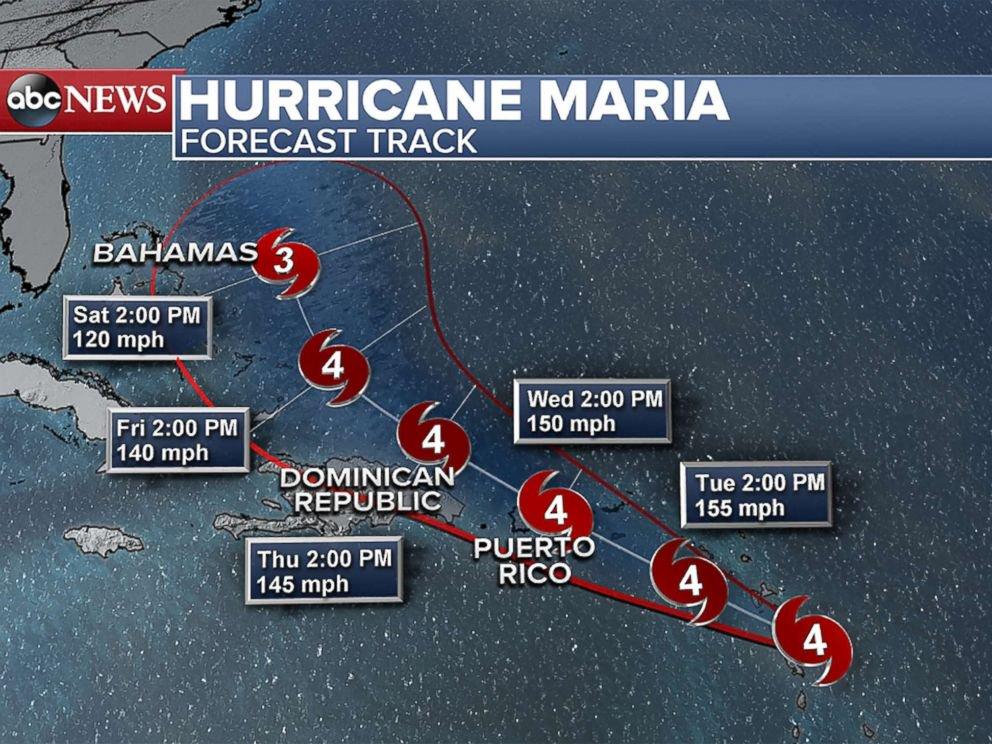 abc NEWS
HURRICANE MARIA
FORECAST TRACK
BAHAMAS
3
Sat 2:00 PM
120 mph
4
Fri 2:00 PM
140 mph
4
Wed 2:00 PM
150 mph
DOMINICAN
REPUBLIC
Tue 2:00 PM
155 mph
4
PUERTO
RICO
Thu 2:00 PM
145 mph
4
4